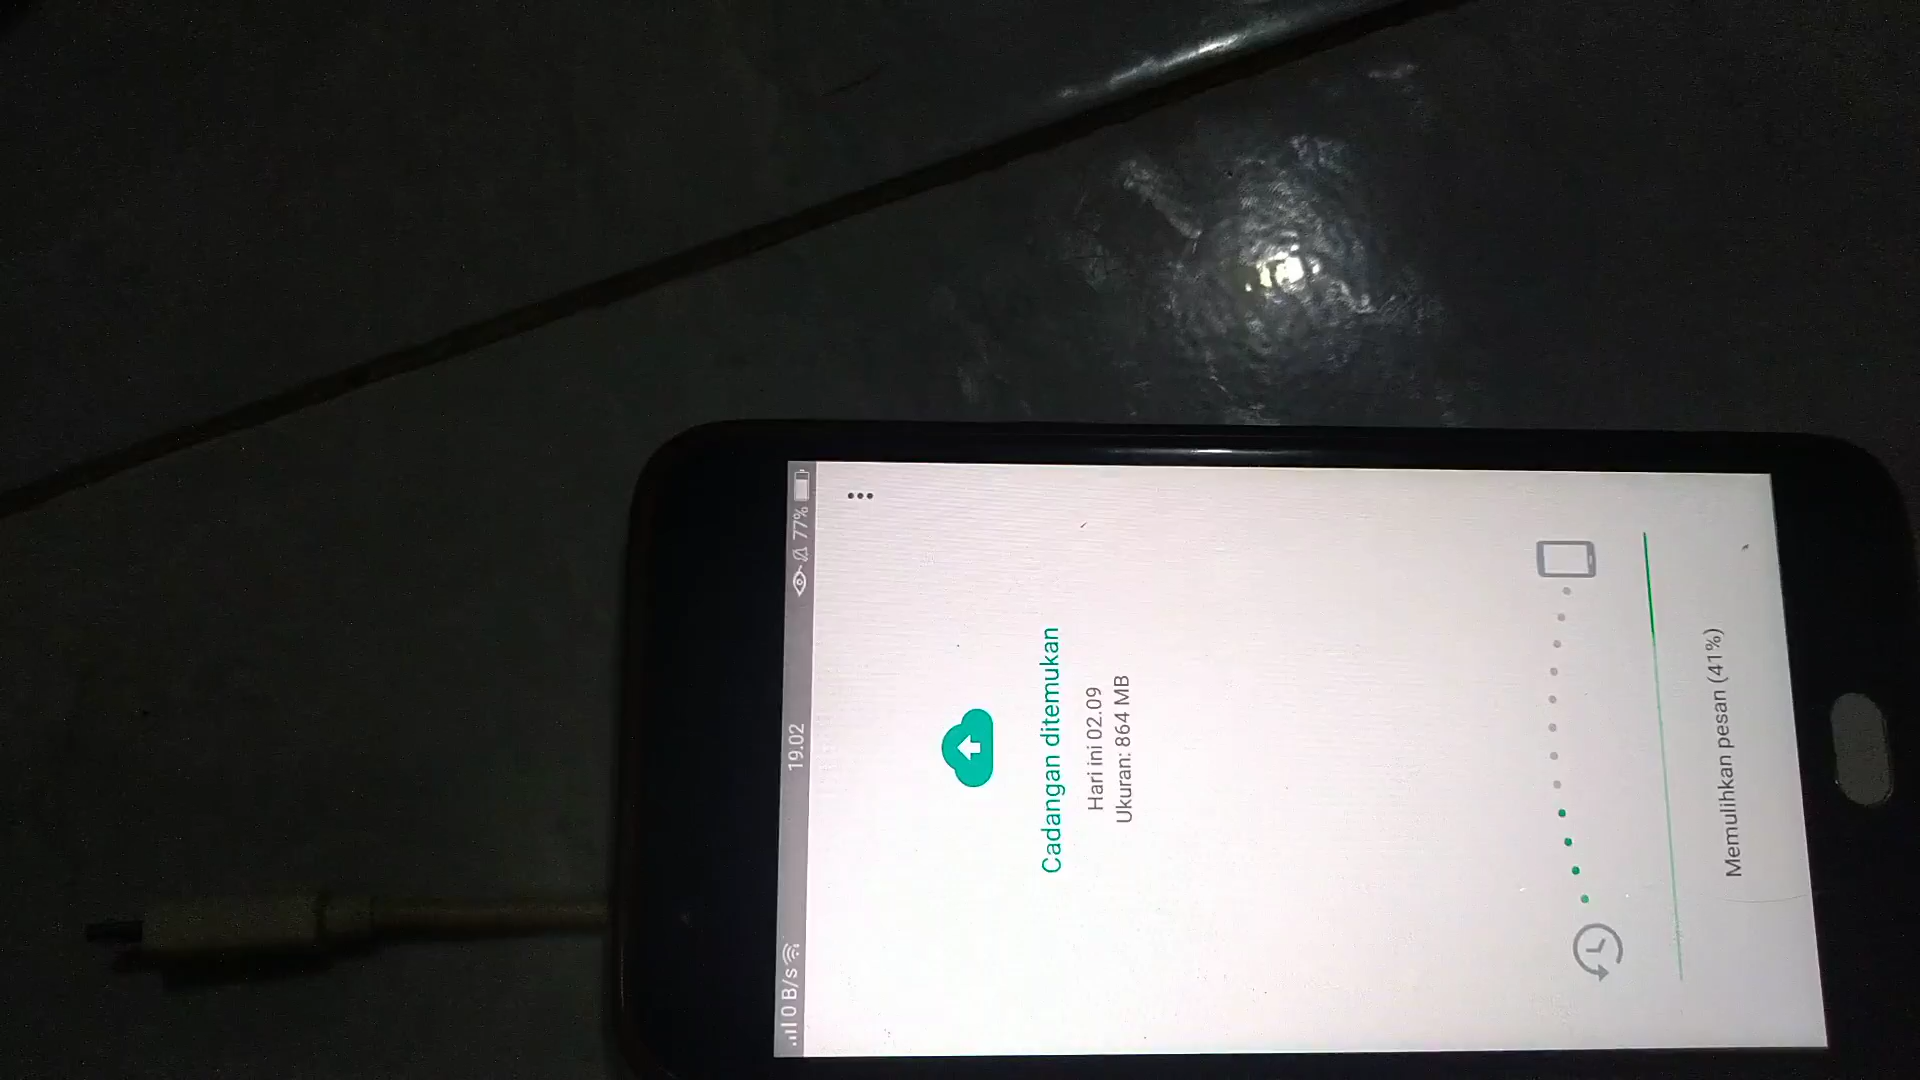 0 B/s 19.02 77%
Cadangan ditemukan
Hari ini 02.09
Ukuran: 864 MB
Memulihkan pesan (41%)